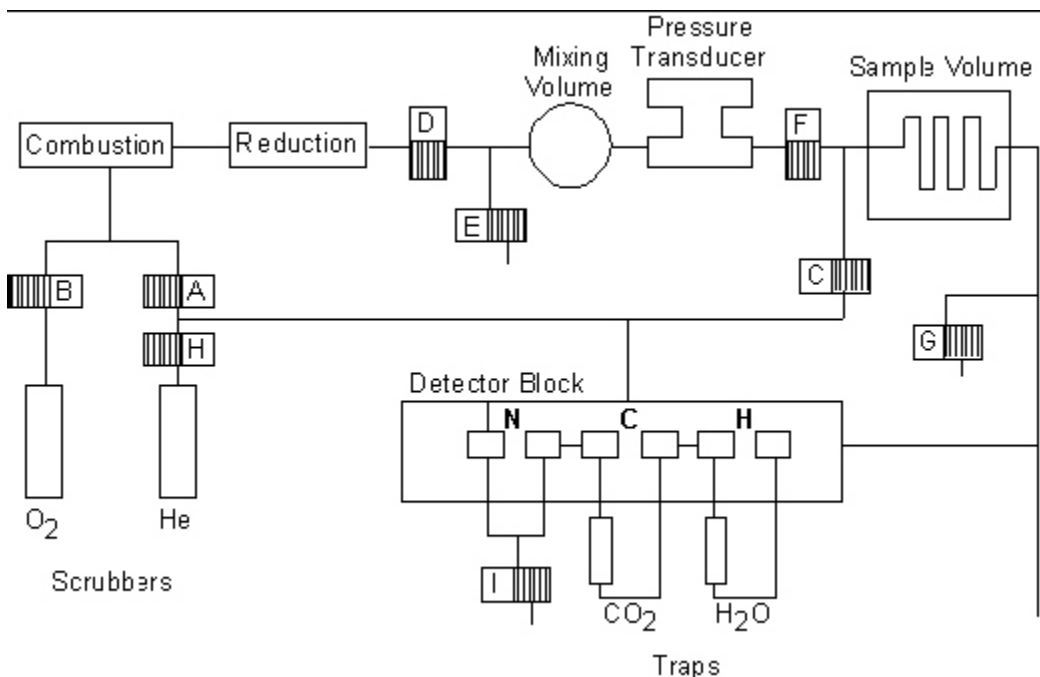 Pressure
Transducer
Mixing
Volume
Sample Volume
Combustion
Reduction
D
F
E
C
B
A
H
G
Detector Block
N
C
H
O2
He
Scrubbers
I
CO2
H2O
Traps